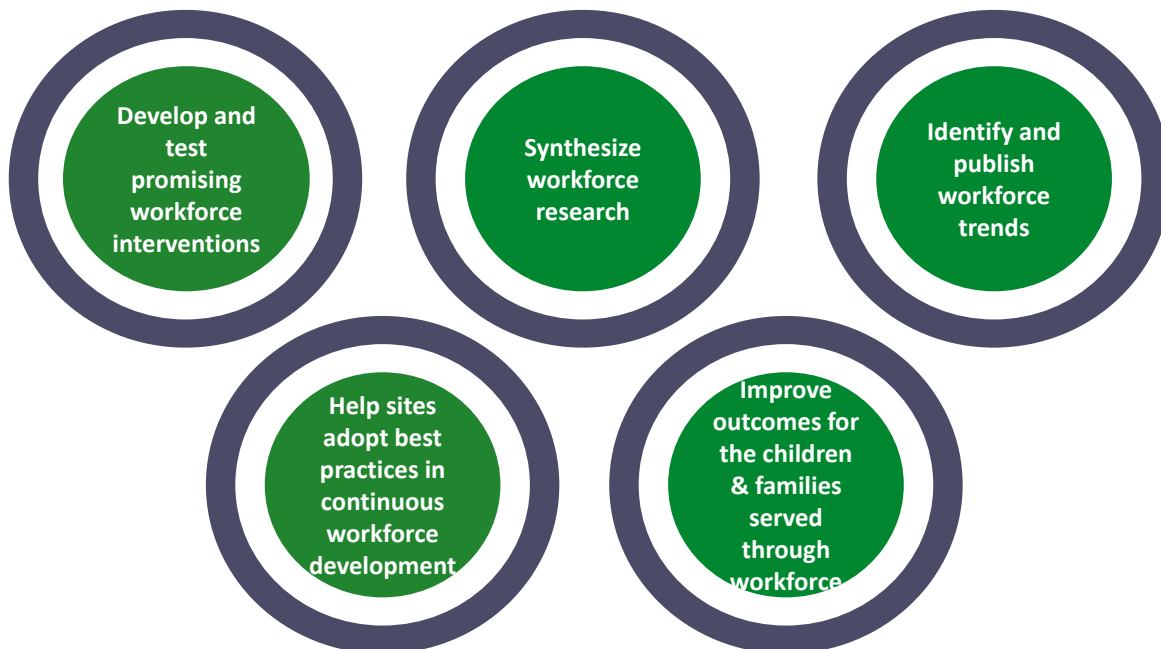 Develop and
test
promising
workforce
interventions
Synthesize
workforce
research
Identify and
publish
workforce
trends
Help sites
adopt best
practices in
continuous
workforce
development
Improve
outcomes for
the children
& families
served
through
workforce